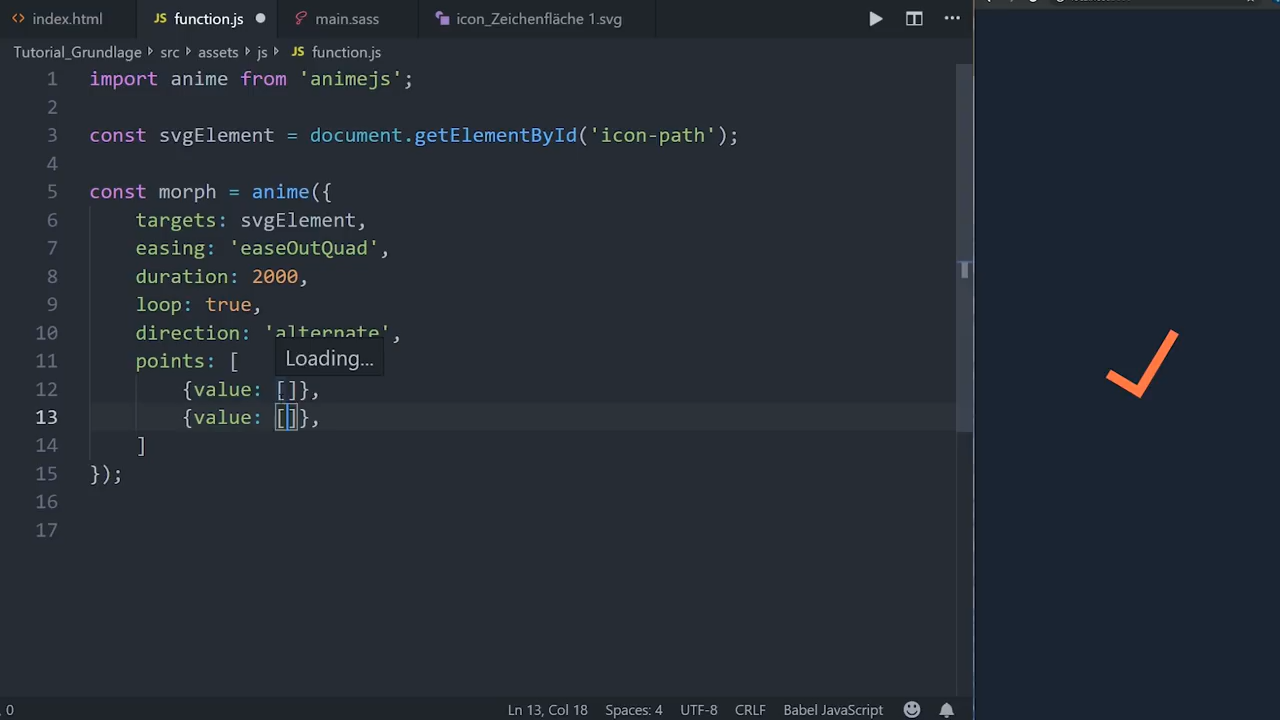 index.html
JS function.js
main.sass
icon_Zeichenfläche 1.svg
Tutorial_Grundlage > src > assets > js > JS function.js
1 import anime from 'animejs';
2
3 const svgElement = document.getElementById('icon-path');
4
5 const morph = anime({
6 targets: svgElement,
7 easing: 'easeOutQuad',
8 duration: 2000,
9 loop: true,
10 direction: 'alternate',
11 points: [
Loading...
12 {value: []},
13 {value: []},
14 ]
15 });
16
17
, 0
Ln 13, Col 18
Spaces: 4
UTF-8
CRLF
Babel JavaScript